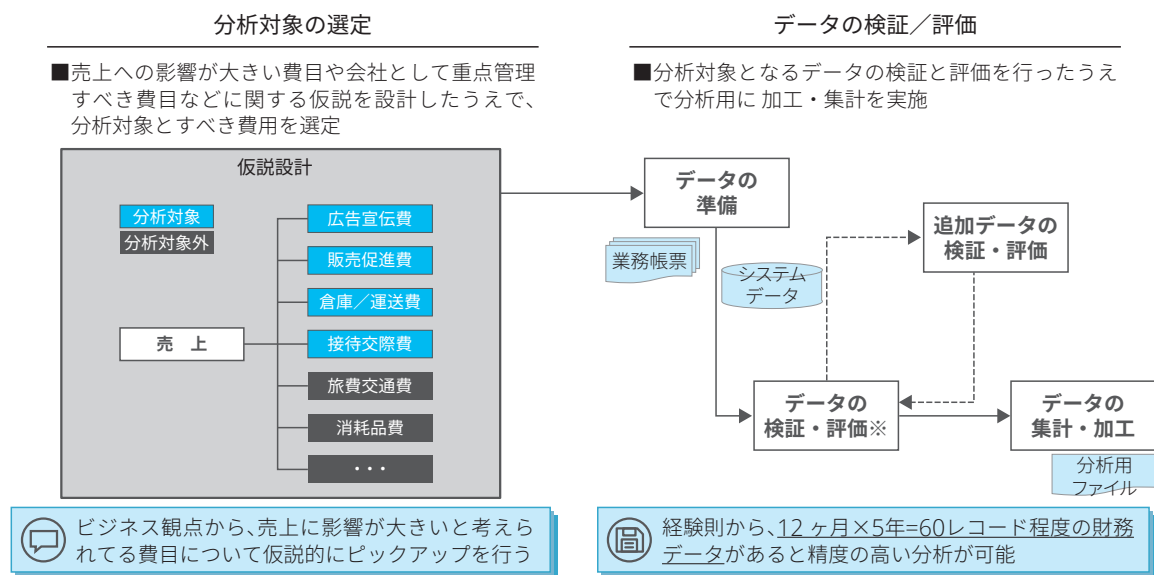 分析対象の選定
■売上への影響が大きい費目や会社として重点管理
すべき費目などに関する仮説を設計したうえで、
分析対象とすべき費用を選定
仮説設計
分析対象
分析対象外
売　上
広告宣伝費
販売促進費
倉庫／運送費
接待交際費
旅費交通費
消耗品費
・・・
ビジネス観点から、売上に影響が大きいと考えら
れてる費目について仮説的にピックアップを行う
データの検証／評価
■分析対象となるデータの検証と評価を行ったうえ
で分析用に 加工・集計を実施
データの
準備
業務帳票
システム
データ
追加データの
検証・評価
データの
検証・評価※
データの
集計・加工
分析用
ファイル
経験則から、12 ヶ月×5年=60レコード程度の財務
データがあると精度の高い分析が可能